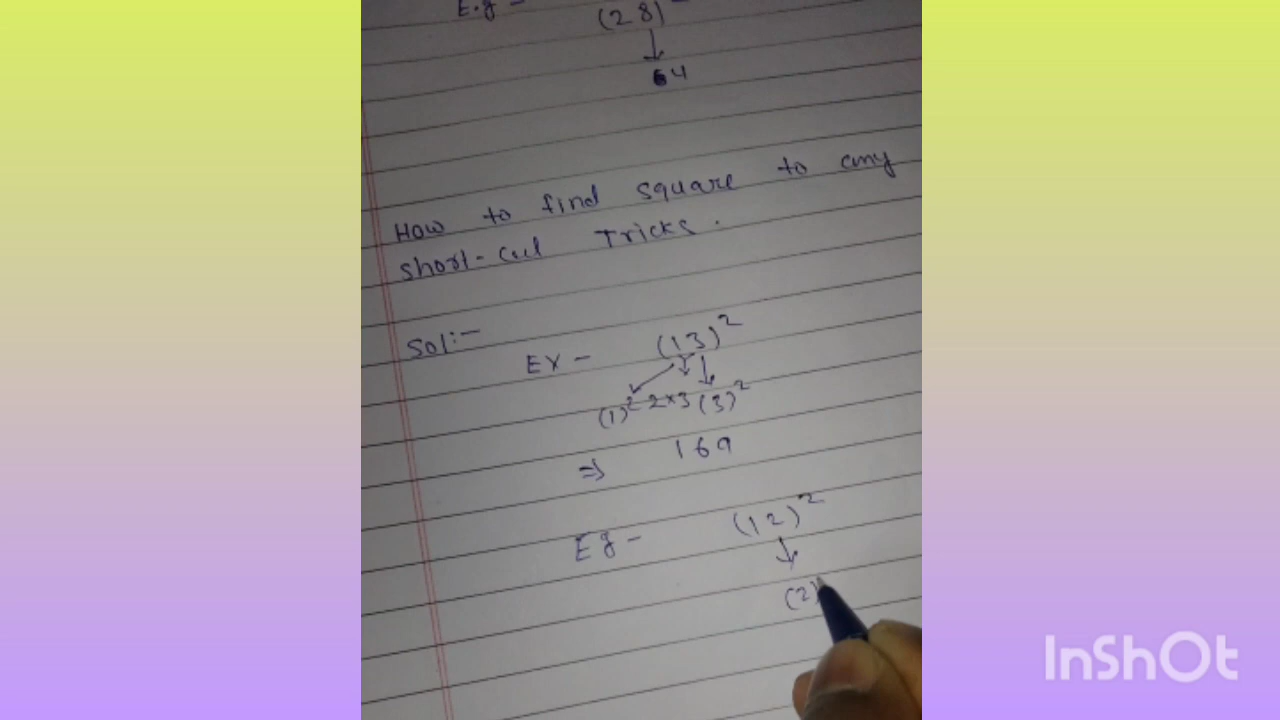 E.g -
(28)
64
How to find square to any
short-cut Tricks.
Sol:-
EX - (13)²
(1)² 2×3 (3)²
⇒ 169
Eg - (12)²
(2)
InShOt